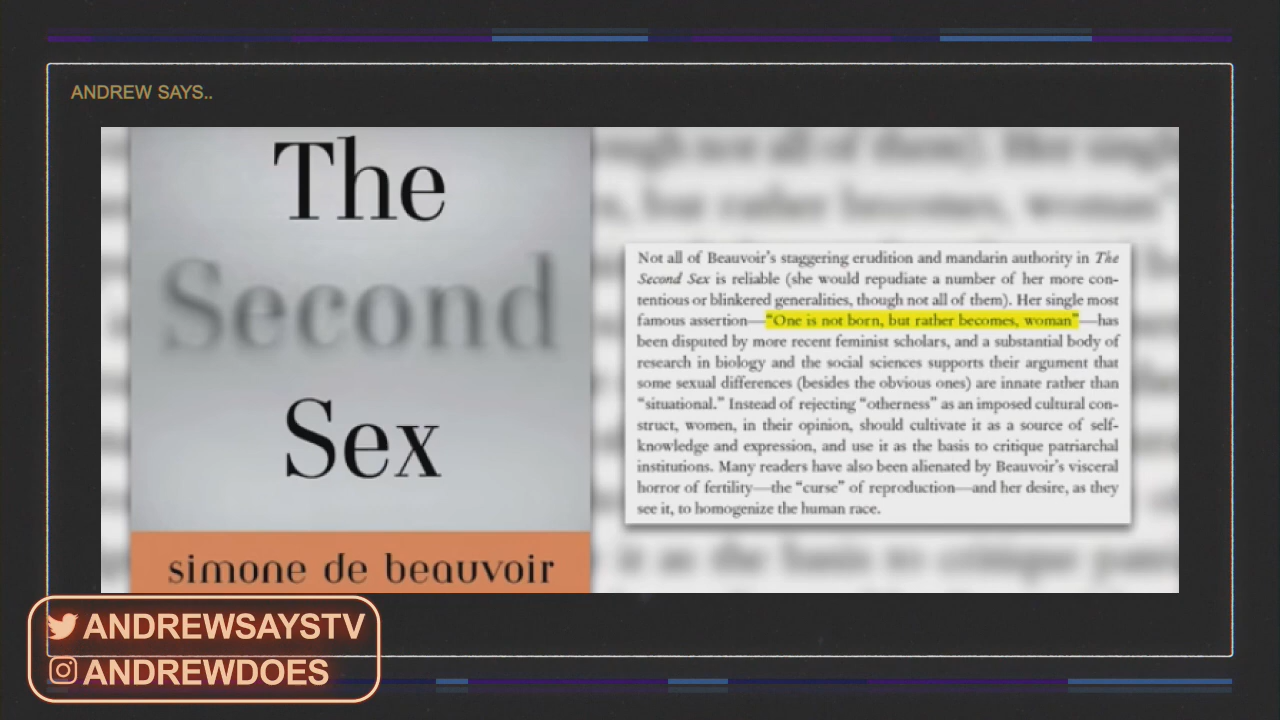 ANDREW SAYS..
The
Second
Sex
simone de beauvoir
Not all of Beauvoir's staggering erudition and mandarin authority in The
Second Sex is reliable (she would repudiate a number of her more con-
tentious or blinkered generalities, though not all of them). Her single most
famous assertion—"One is not born, but rather becomes, woman"—has
been disputed by more recent feminist scholars, and a substantial body of
research in biology and the social sciences supports their argument that
some sexual differences (besides the obvious ones) are innate rather than
"situational." Instead of rejecting "otherness" as an imposed cultural con-
struct, women, in their opinion, should cultivate it as a source of self-
knowledge and expression, and use it as the basis to critique patriarchal
institutions. Many readers have also been alienated by Beauvoir's visceral
horror of fertility—the "curse" of reproduction—and her desire, as they
see it, to homogenize the human race.
ANDREWSAYSTV
ANDREWDOES